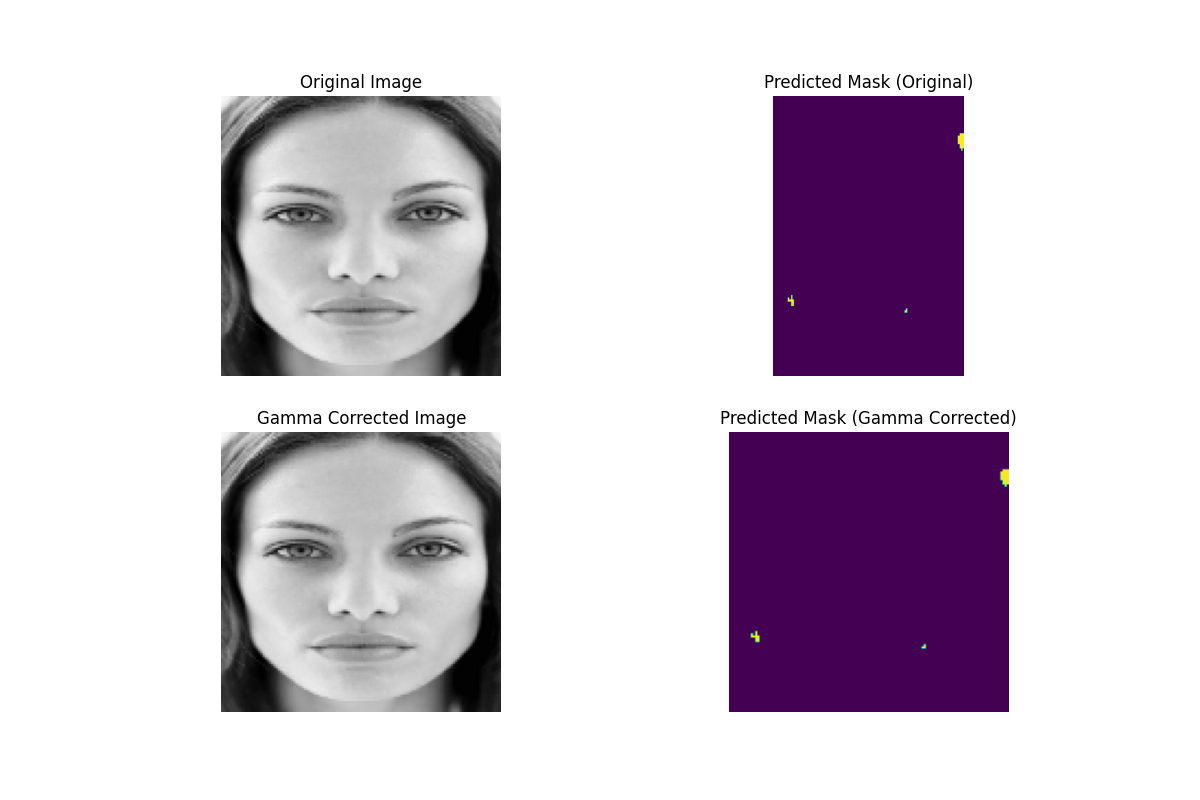 Original Image
Predicted Mask (Original)
Gamma Corrected Image
Predicted Mask (Gamma Corrected)